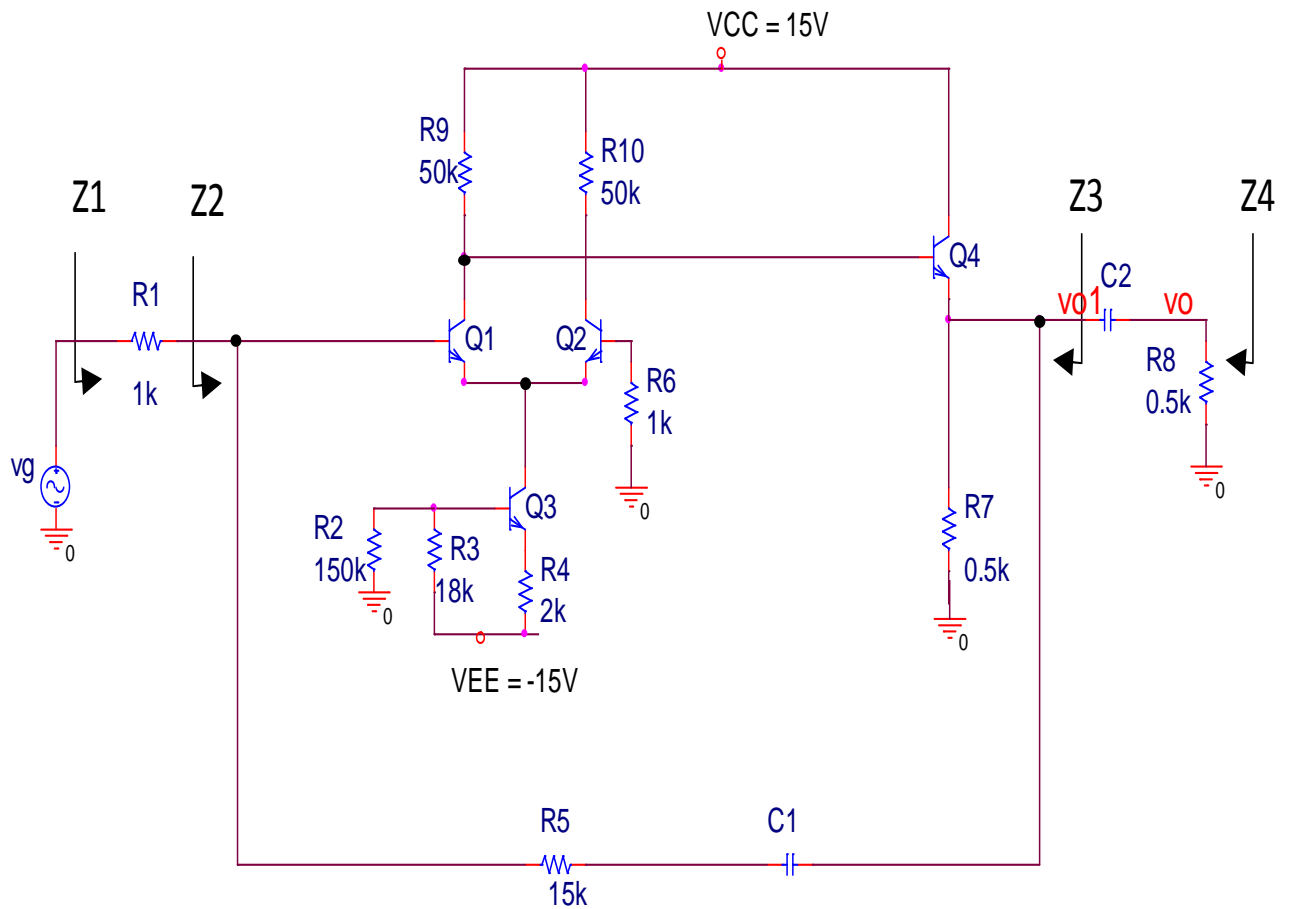 VCC = 15V
R9
50k
R10
50k
Z1
Z2
Z3
Z4
R1
1k
Q1
Q2
Q4
C2
vo1
vo
R6
1k
R8
0.5k
vg
0
Q3
R2
150k
R3
18k
R4
2k
0
0
R7
0.5k
0
0
VEE = -15V
R5
15k
C1